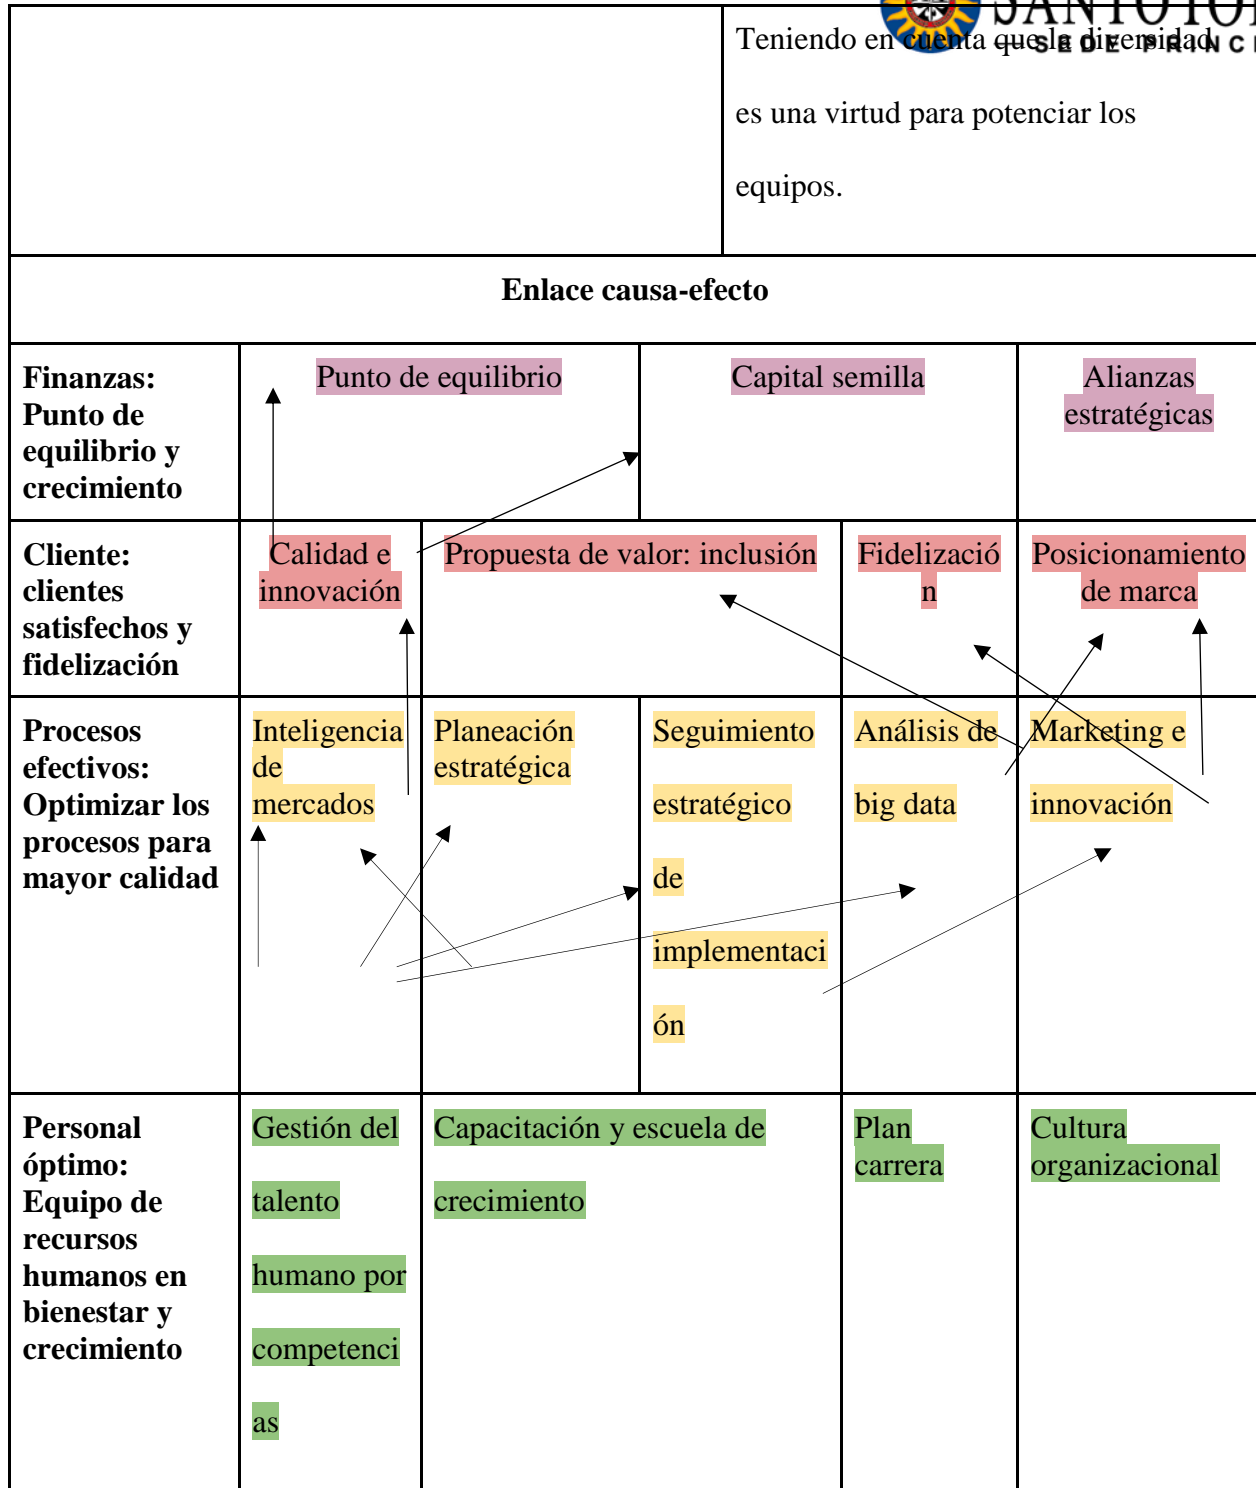 Teniendo en cuenta que la diversidad
es una virtud para potenciar los
equipos.
Enlace causa-efecto
Finanzas:
Punto de
equilibrio y
crecimiento
Punto de equilibrio
Capital semilla
Alianzas
estratégicas
Cliente:
clientes
satisfechos y
fidelización
Calidad e
innovación
Propuesta de valor: inclusión
Fidelizació
n
Posicionamiento
de marca
Procesos
efectivos:
Optimizar los
procesos para
mayor calidad
Inteligencia
de
mercados
Planeación
estratégica
Seguimiento
estratégico
de
implementaci
ón
Análisis de
big data
Marketing e
innovación
Personal
óptimo:
Equipo de
recursos
humanos en
bienestar y
crecimiento
Gestión del
talento
humano por
competenci
as
Capacitación y escuela de
crecimiento
Plan
carrera
Cultura
organizacional